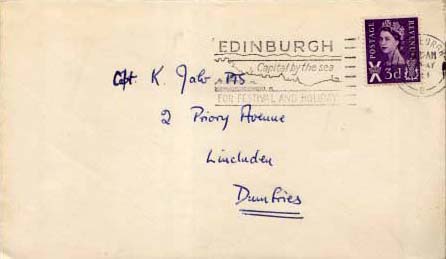 EDINBURGH
Capital by the sea
FOR FESTIVAL AND HOLIDAY
POSTAGE
REVENUE
3d
K.
2 Priory Avenue
Lincluden
Dumfries